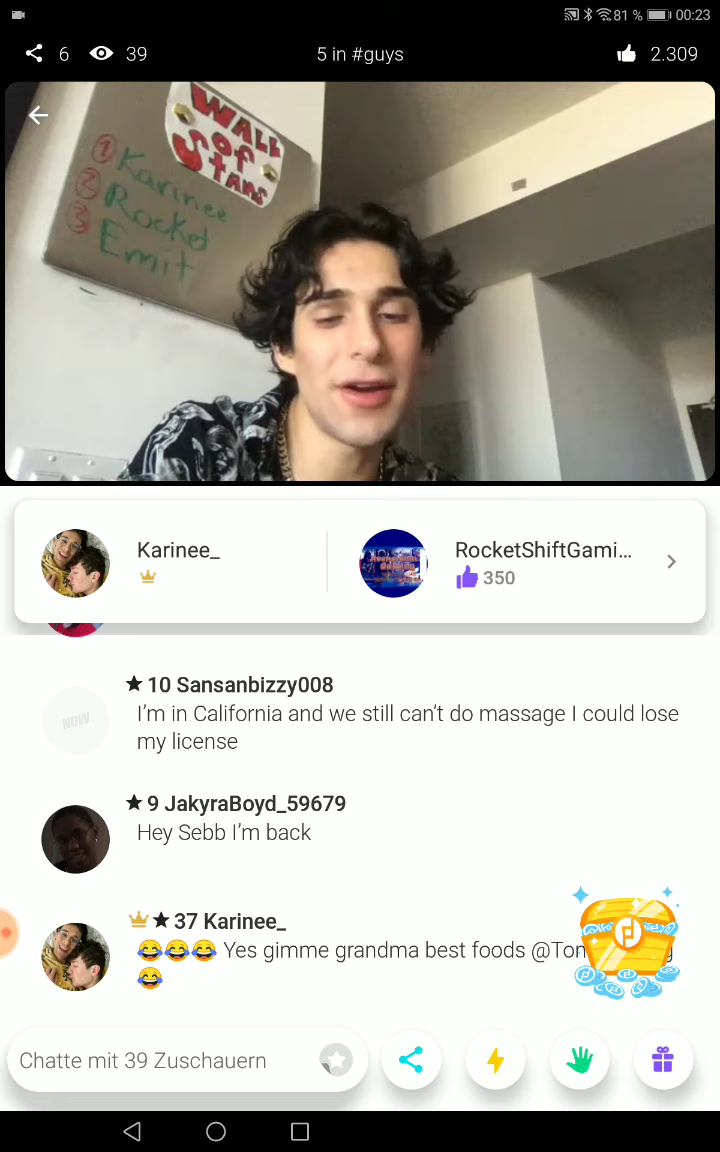 81 % 00:23
6 39 5 in #guys 2.309
WALL
of
STARS
1 Karinee
2 Rocket
3 Emit
Karinee_
RocketShiftGami...
350
10 Sansanbizzy008
NOW
I'm in California and we still can't do massage I could lose
my license
9 JakyraBoyd_59679
Hey Sebb I'm back
37 Karinee_
😂😂😂 Yes gimme grandma best foods
😂
Chatte mit 39 Zuschauern